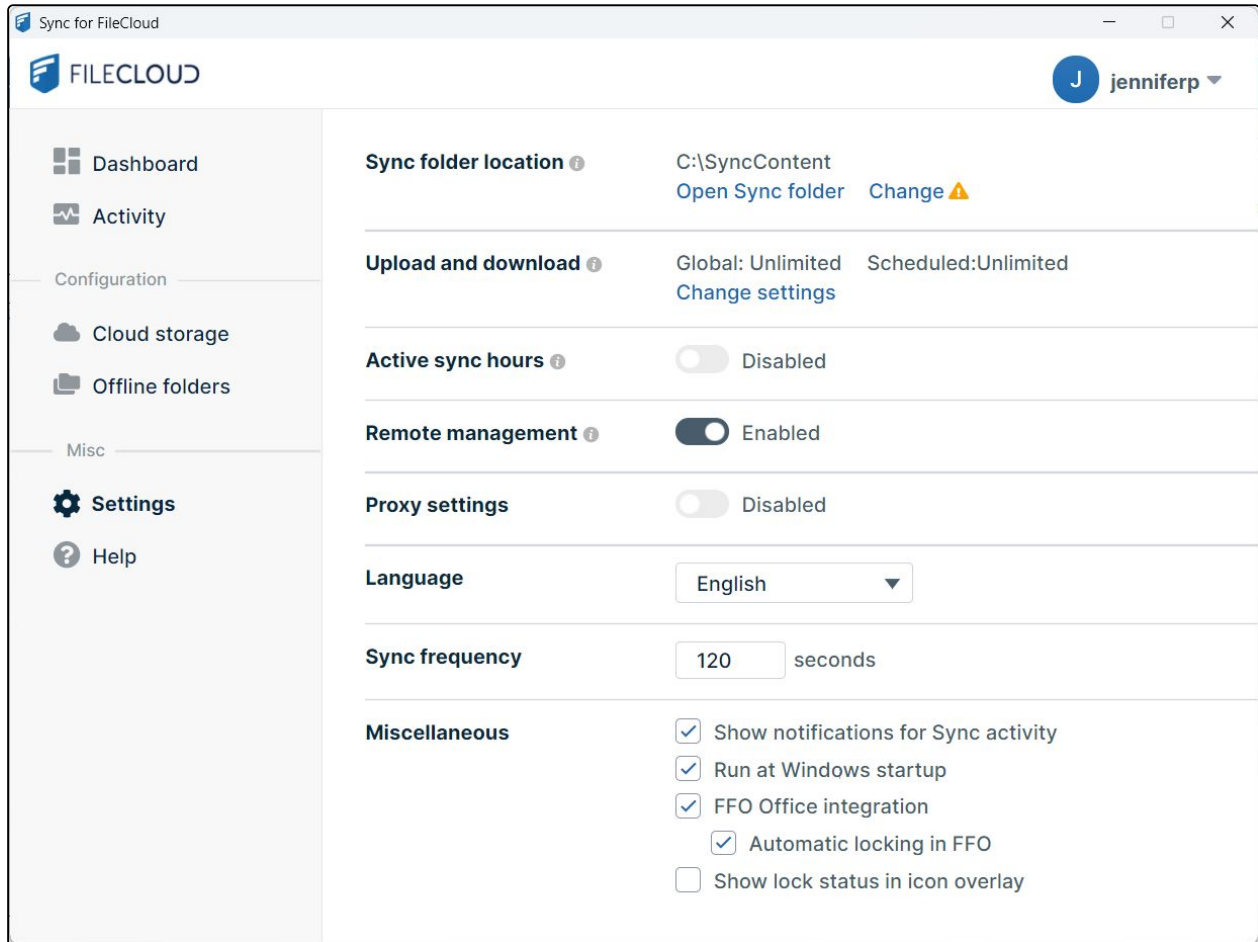 Sync for FileCloud
FILECLOUD
J jenniferp
Dashboard
Activity
Configuration
Cloud storage
Offline folders
Misc
Settings
Help
Sync folder location
C:\SyncContent
Open Sync folder Change
Upload and download
Global: Unlimited Scheduled:Unlimited
Change settings
Active sync hours
Disabled
Remote management
Enabled
Proxy settings
Disabled
Language
English
Sync frequency
120 seconds
Miscellaneous
Show notifications for Sync activity
Run at Windows startup
FFO Office integration
Automatic locking in FFO
Show lock status in icon overlay